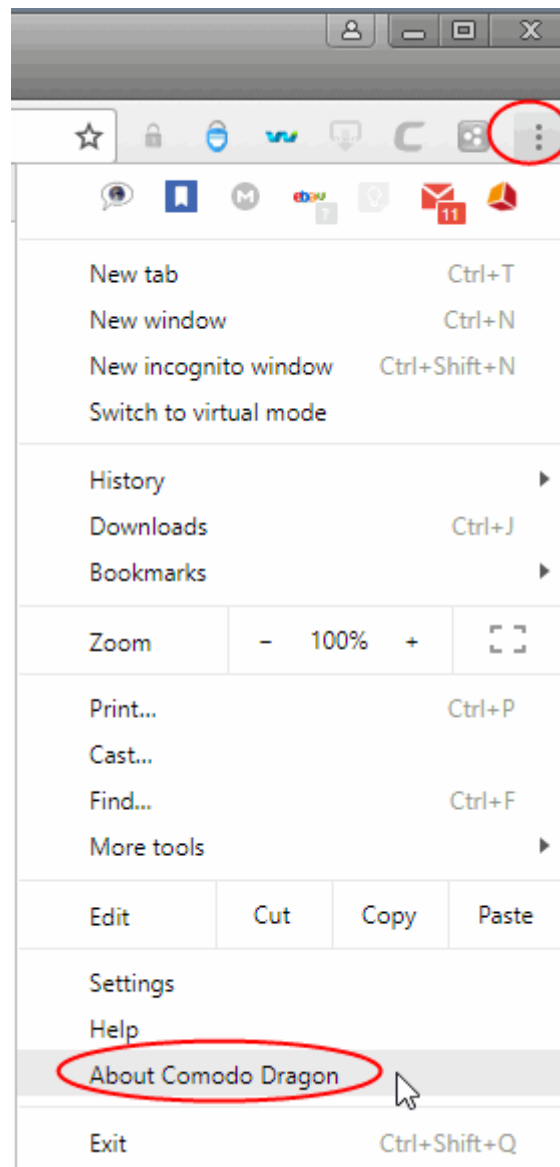 ebay
?
11
New tab Ctrl+T
New window Ctrl+N
New incognito window Ctrl+Shift+N
Switch to virtual mode
History
Downloads Ctrl+J
Bookmarks
Zoom − 100% +
Print... Ctrl+P
Cast...
Find... Ctrl+F
More tools
Edit Cut Copy Paste
Settings
Help
About Comodo Dragon
Exit Ctrl+Shift+Q